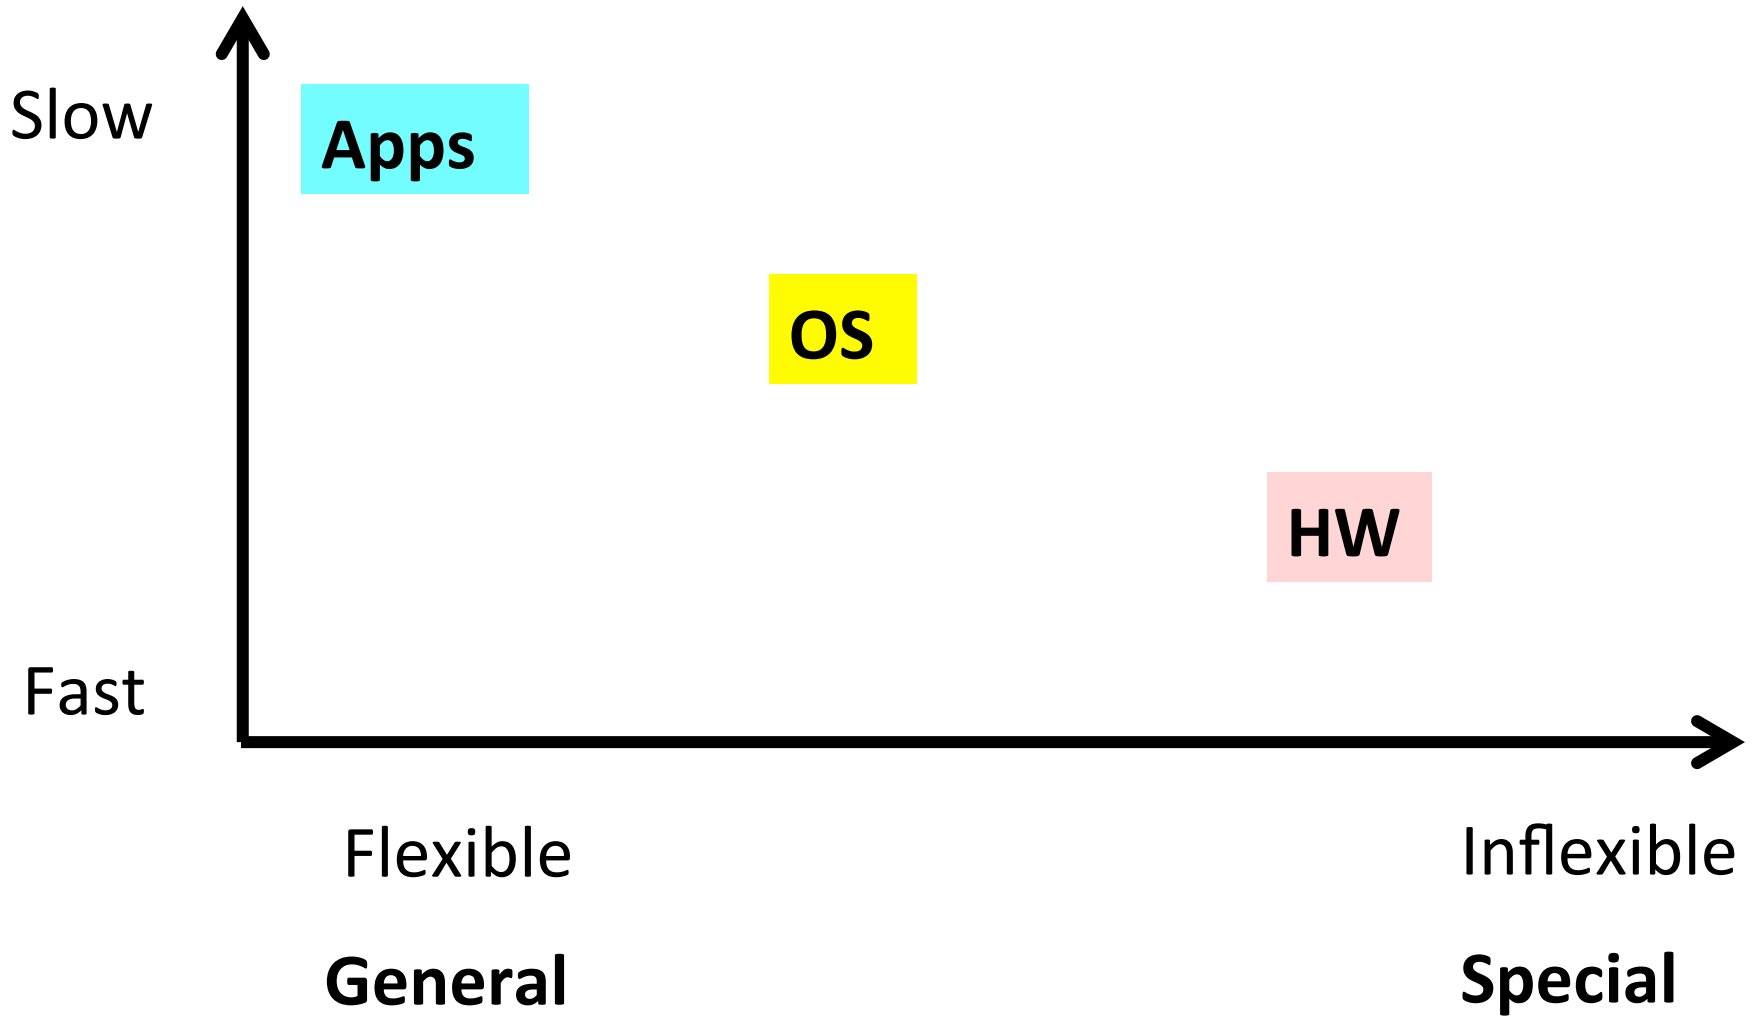 Slow
Apps
OS
HW
Fast
Flexible
Inflexible
General
Special